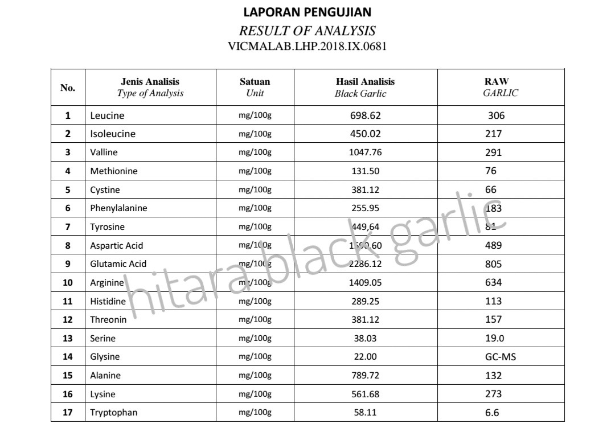 LAPORAN PENGUJIAN
RESULT OF ANALYSIS
VICMALAB.LHP.2018.IX.0681
No. Jenis Analisis Satuan Hasil Analisis RAW
Type of Analysis Unit Black Garlic GARLIC
1 Leucine mg/100g 698.62 306
2 Isoleucine mg/100g 450.02 217
3 Valline mg/100g 1047.76 291
4 Methionine mg/100g 131.50 76
5 Cystine mg/100g 381.12 66
6 Phenylalanine mg/100g 255.95 183
7 Tyrosine mg/100g 449,64 81
8 Aspartic Acid mg/100g 489
9 Glutamic Acid mg/100g 2286.12 805
10 Arginine mg/100g 1409.05 634
11 Histidine mg/100g 289.25 113
12 Threonin mg/100g 381.12 157
13 Serine mg/100g 38.03 19.0
14 Glysine mg/100g 22.00 GC-MS
15 Alanine mg/100g 789.72 132
16 Lysine mg/100g 561.68 273
17 Tryptophan mg/100g 58.11 6.6
hitara black garlic